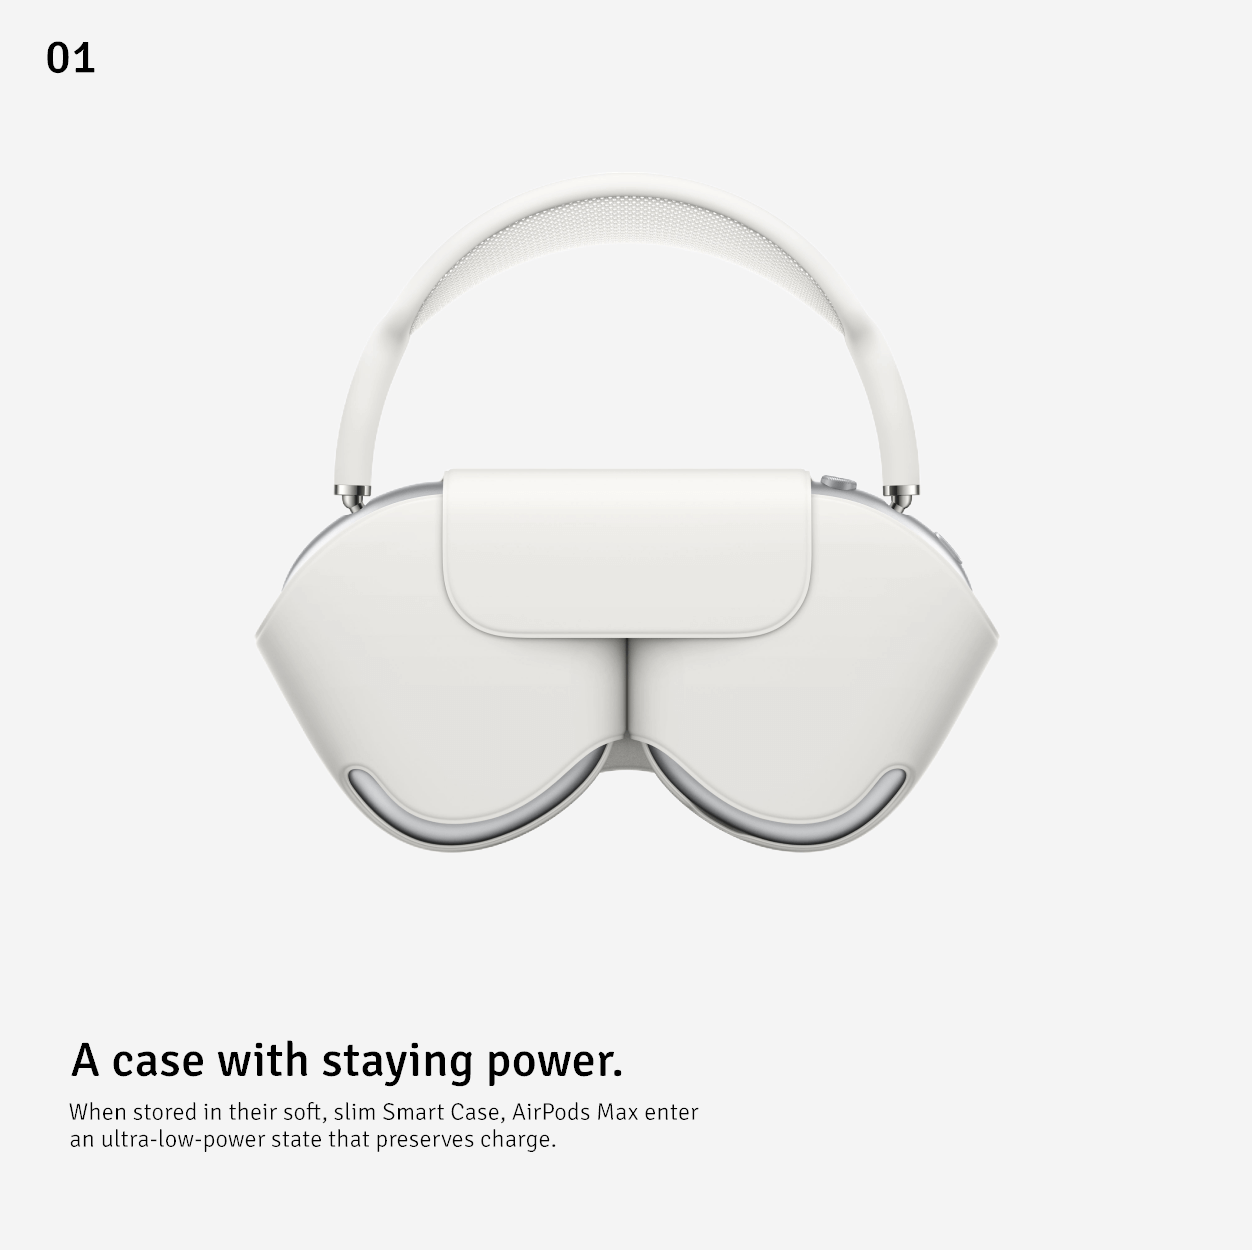 01
A case with staying power.
When stored in their soft, slim Smart Case, AirPods Max enter
an ultra-low-power state that preserves charge.